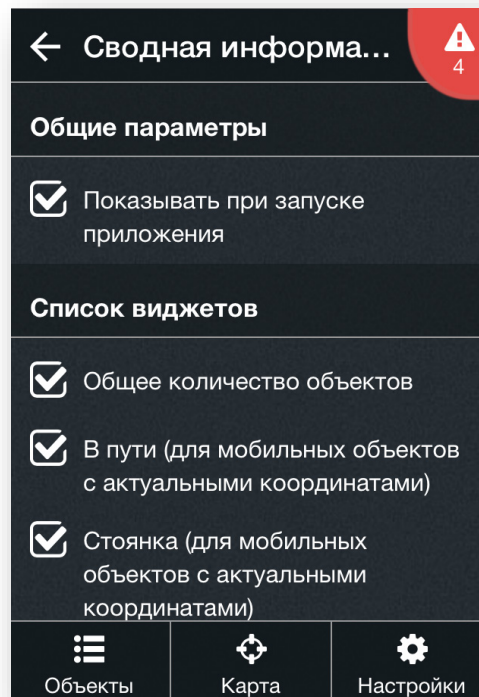 Сводная информа...
4
Общие параметры
Показывать при запуске
приложения
Список виджетов
Общее количество объектов
В пути (для мобильных объектов
с актуальными координатами)
Стоянка (для мобильных
объектов с актуальными
координатами)
Объекты
Карта
Настройки